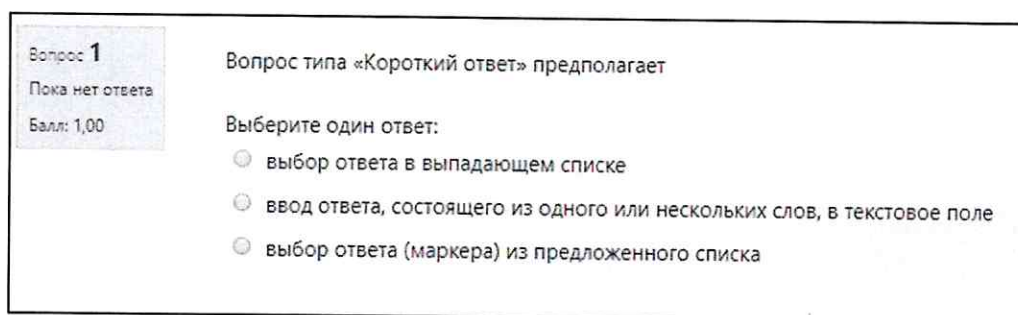 Вопрос 1
Пока нет ответа
Балл: 1,00
Вопрос типа «Короткий ответ» предполагает
Выберите один ответ:
выбор ответа в выпадающем списке
ввод ответа, состоящего из одного или нескольких слов, в текстовое поле
выбор ответа (маркера) из предложенного списка